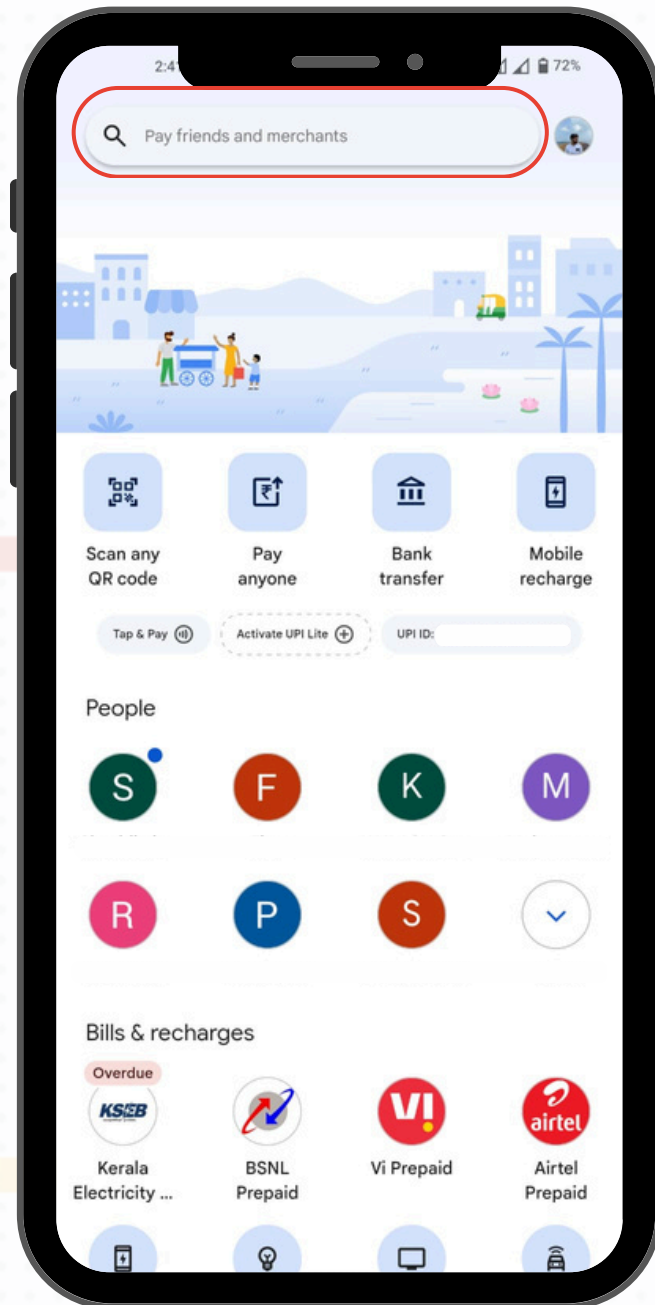 2:41
72%
Pay friends and merchants
Scan any
QR code
Pay
anyone
Bank
transfer
Mobile
recharge
Tap & Pay
Activate UPI Lite
UPI ID:
People
S
F
K
M
R
P
S
Bills & recharges
Overdue
KSEB
VI
airtel
Kerala
Electricity ...
BSNL
Prepaid
Vi Prepaid
Airtel
Prepaid